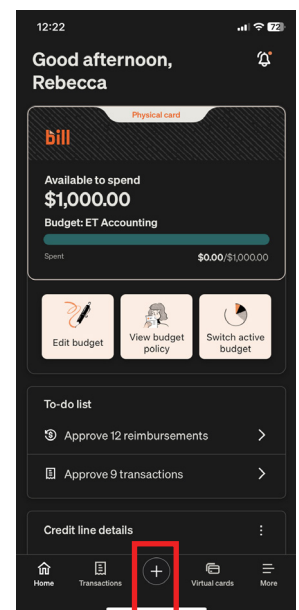 12:22
72
Good afternoon,
Rebecca
Physical card
bill
Available to spend
$1,000.00
Budget: ET Accounting
Spent $0.00/$1,000.00
Edit budget
View budget
policy
Switch active
budget
To-do list
Approve 12 reimbursements
Approve 9 transactions
Credit line details
Home Transactions Virtual cards More